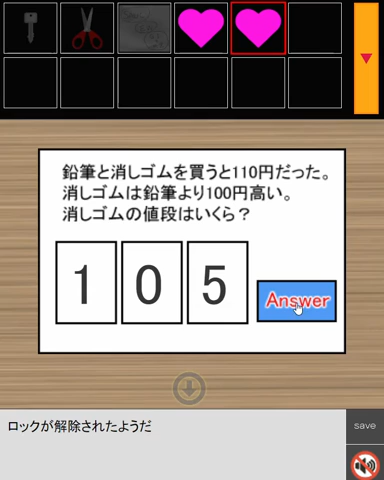 鉛筆と消しゴムを買うと110円だった。
消しゴムは鉛筆より100円高い。
消しゴムの値段はいくら？
1 0 5
Answer
ロックが解除されたようだ
save